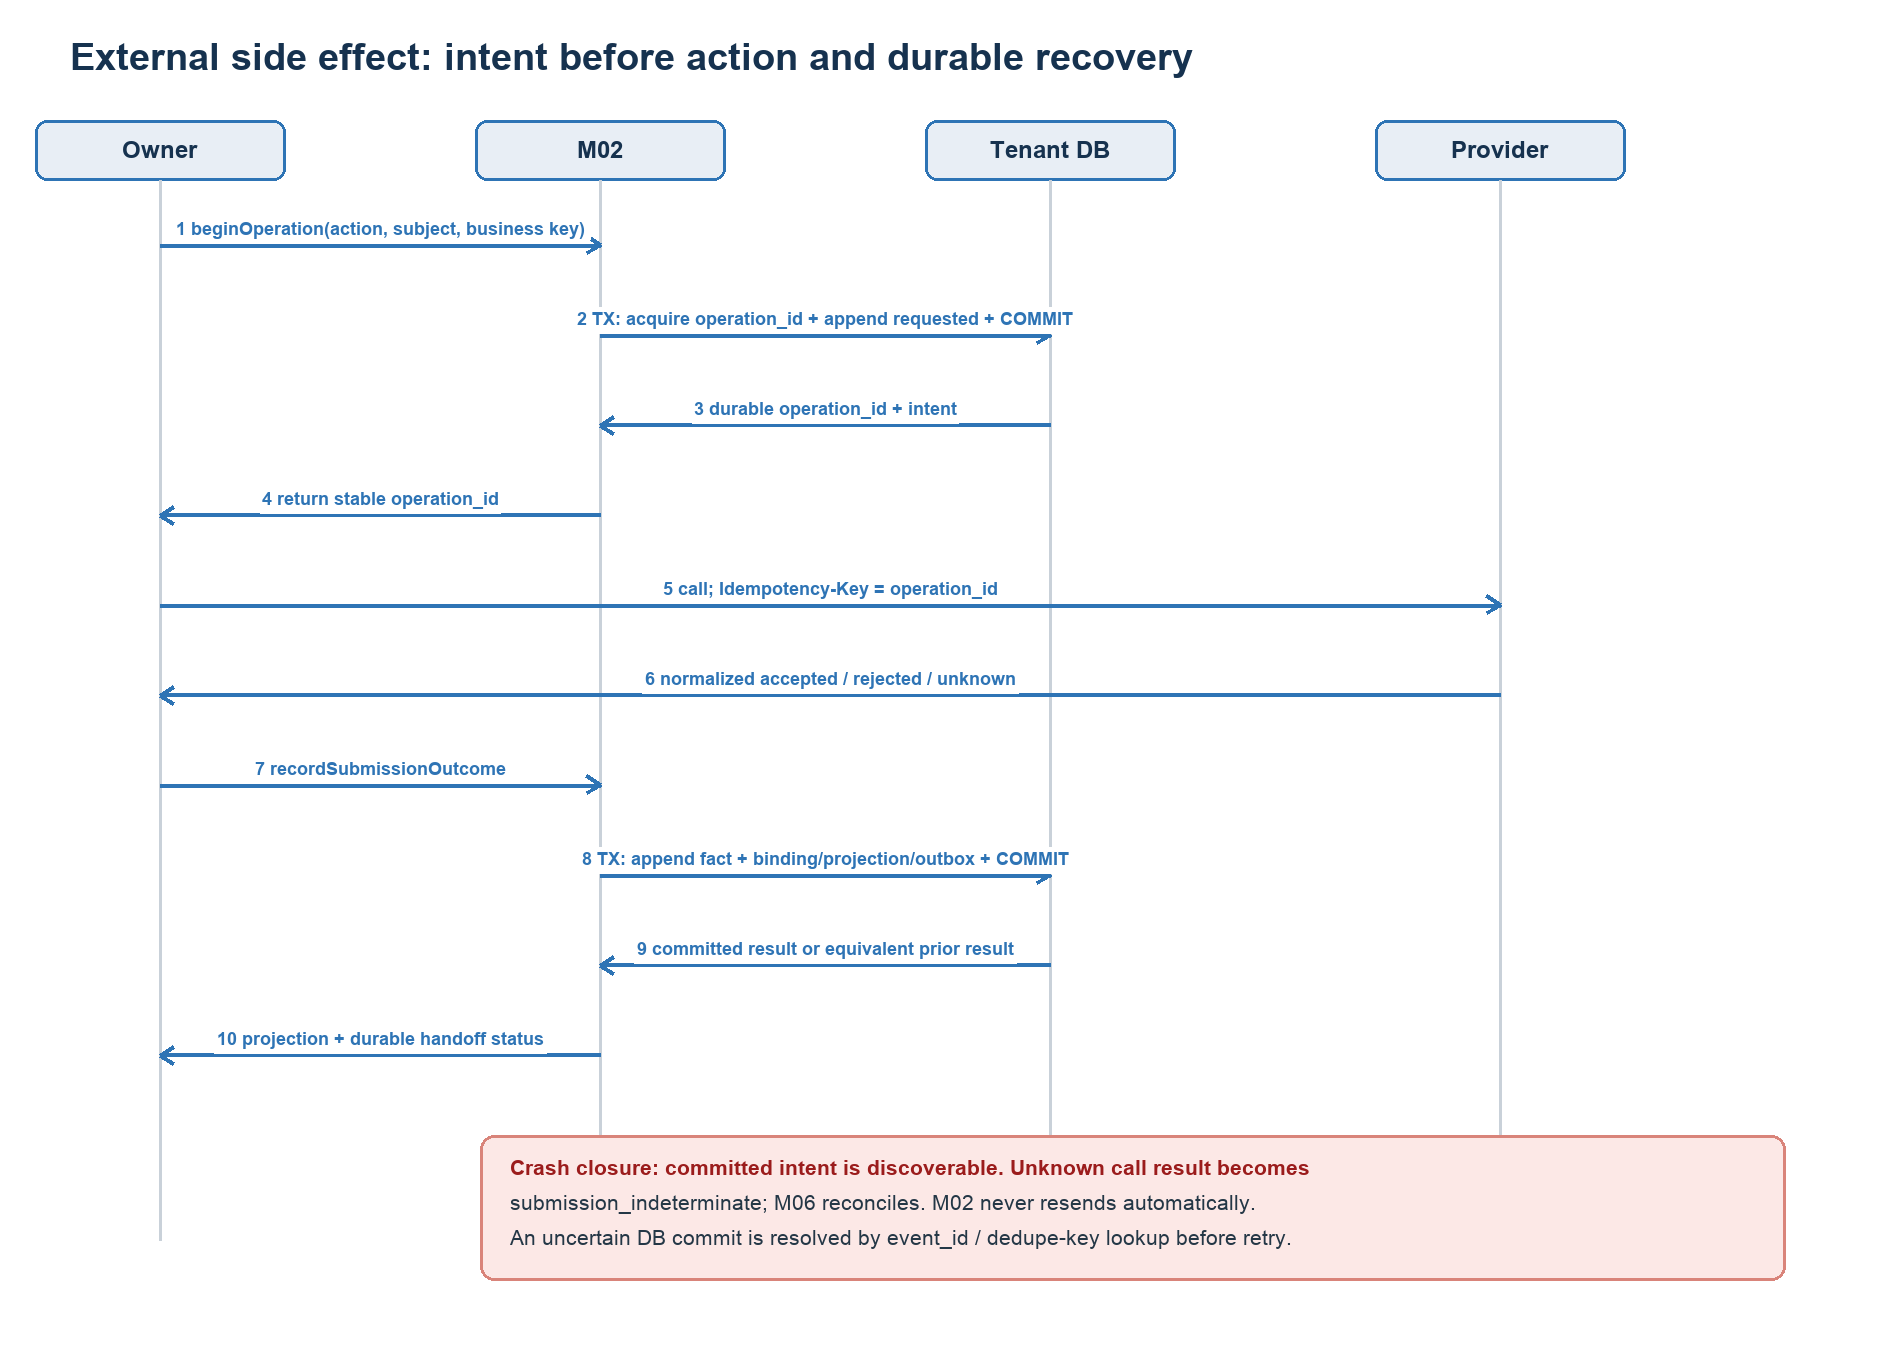 External side effect: intent before action and durable recovery
Owner
M02
Tenant DB
Provider
1 beginOperation(action, subject, business key)
2 TX: acquire operation_id + append requested + COMMIT
3 durable operation_id + intent
4 return stable operation_id
5 call; Idempotency-Key = operation_id
6 normalized accepted / rejected / unknown
7 recordSubmissionOutcome
8 TX: append fact + binding/projection/outbox + COMMIT
9 committed result or equivalent prior result
10 projection + durable handoff status
Crash closure: committed intent is discoverable. Unknown call result becomes
submission_indeterminate; M06 reconciles. M02 never resends automatically.
An uncertain DB commit is resolved by event_id / dedupe-key lookup before retry.